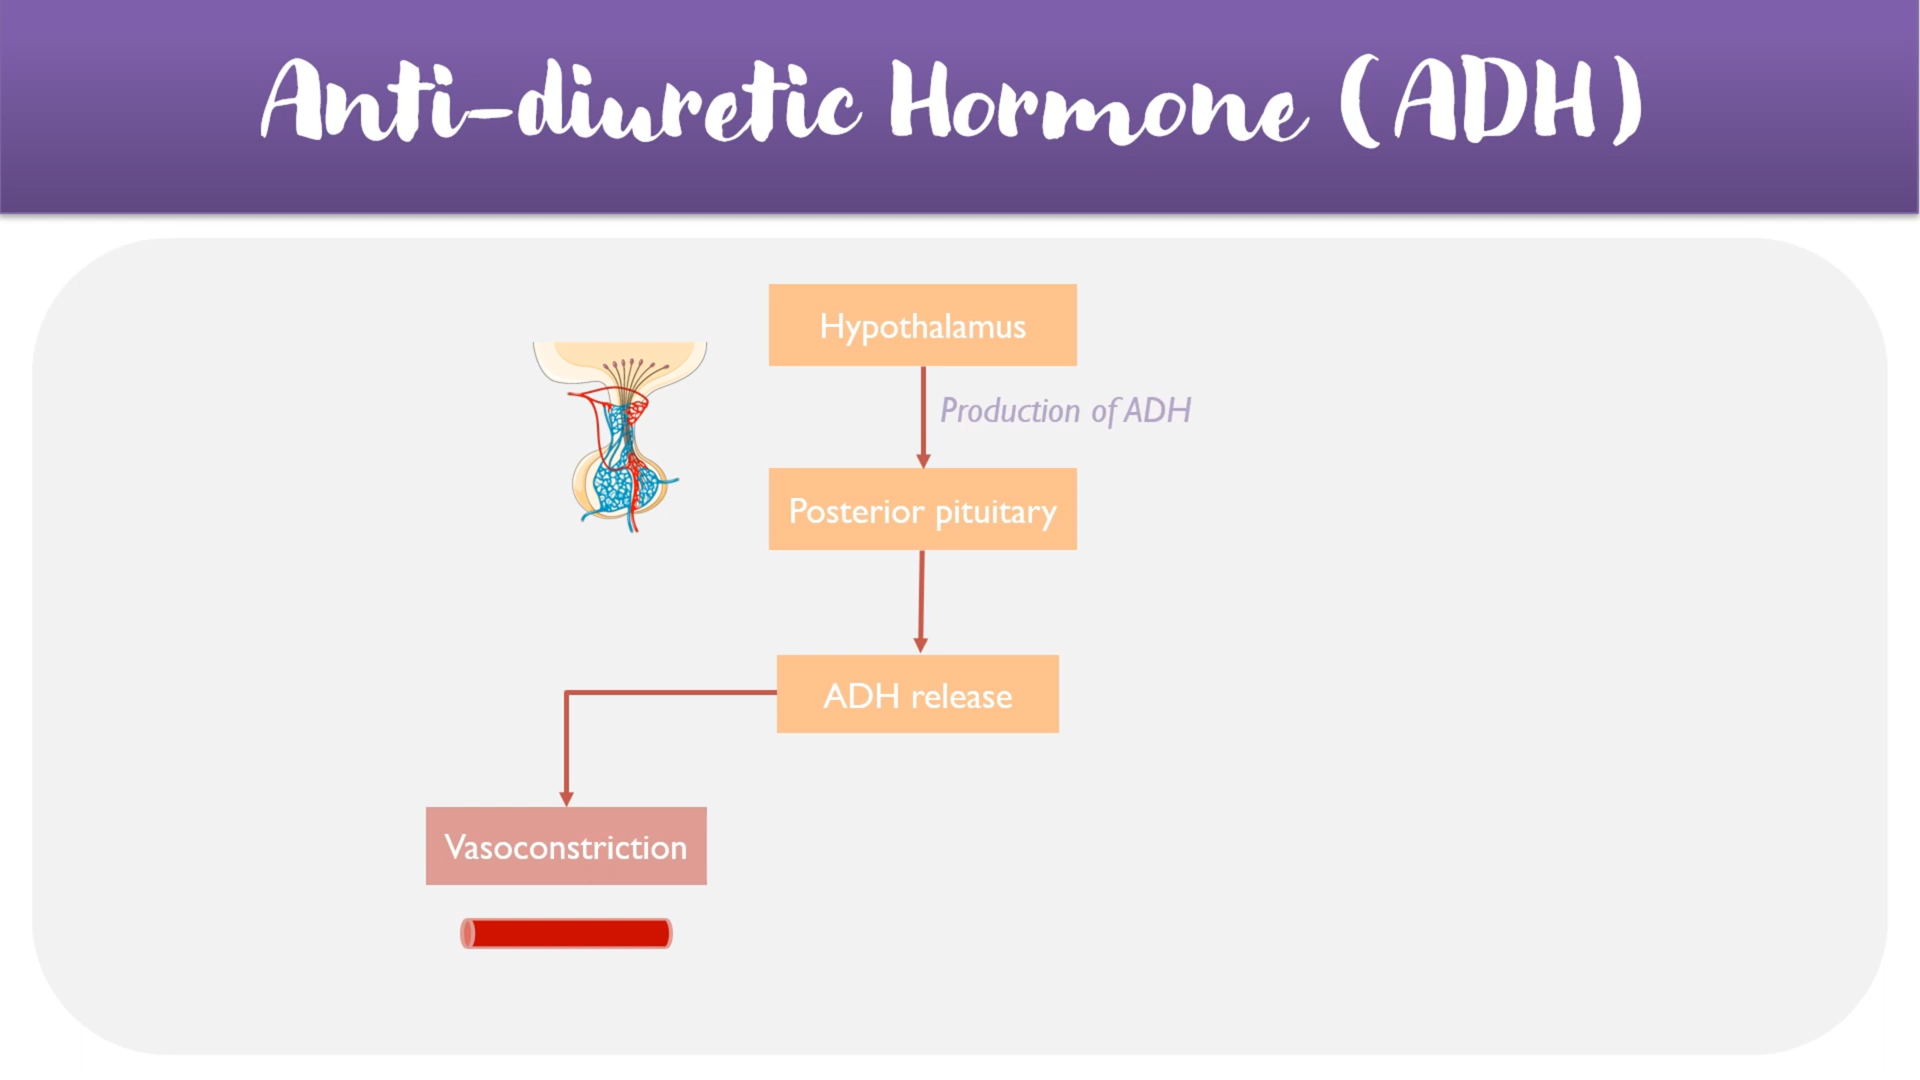 Anti-diuretic Hormone (ADH)
Hypothalamus
Production of ADH
Posterior pituitary
ADH release
Vasoconstriction